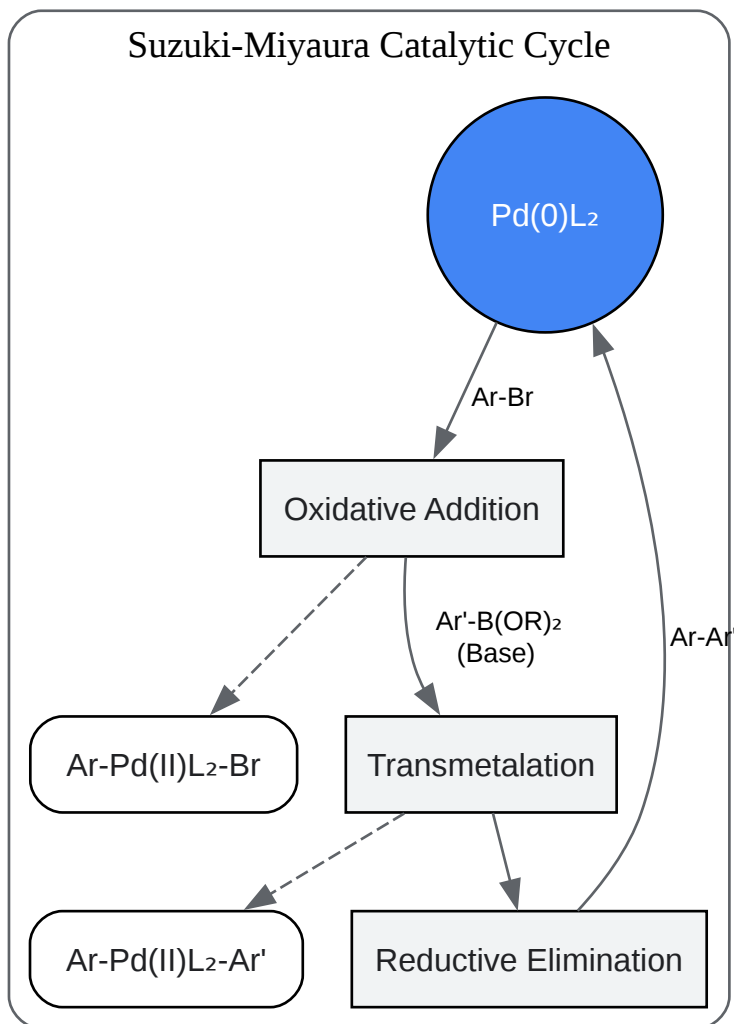 Suzuki-Miyaura Catalytic Cycle
Pd(0)L₂
Ar-Br
Oxidative Addition
Ar'-B(OR)₂
(Base)
Ar-Ar'
Ar-Pd(II)L₂-Br
Transmetalation
Ar-Pd(II)L₂-Ar'
Reductive Elimination